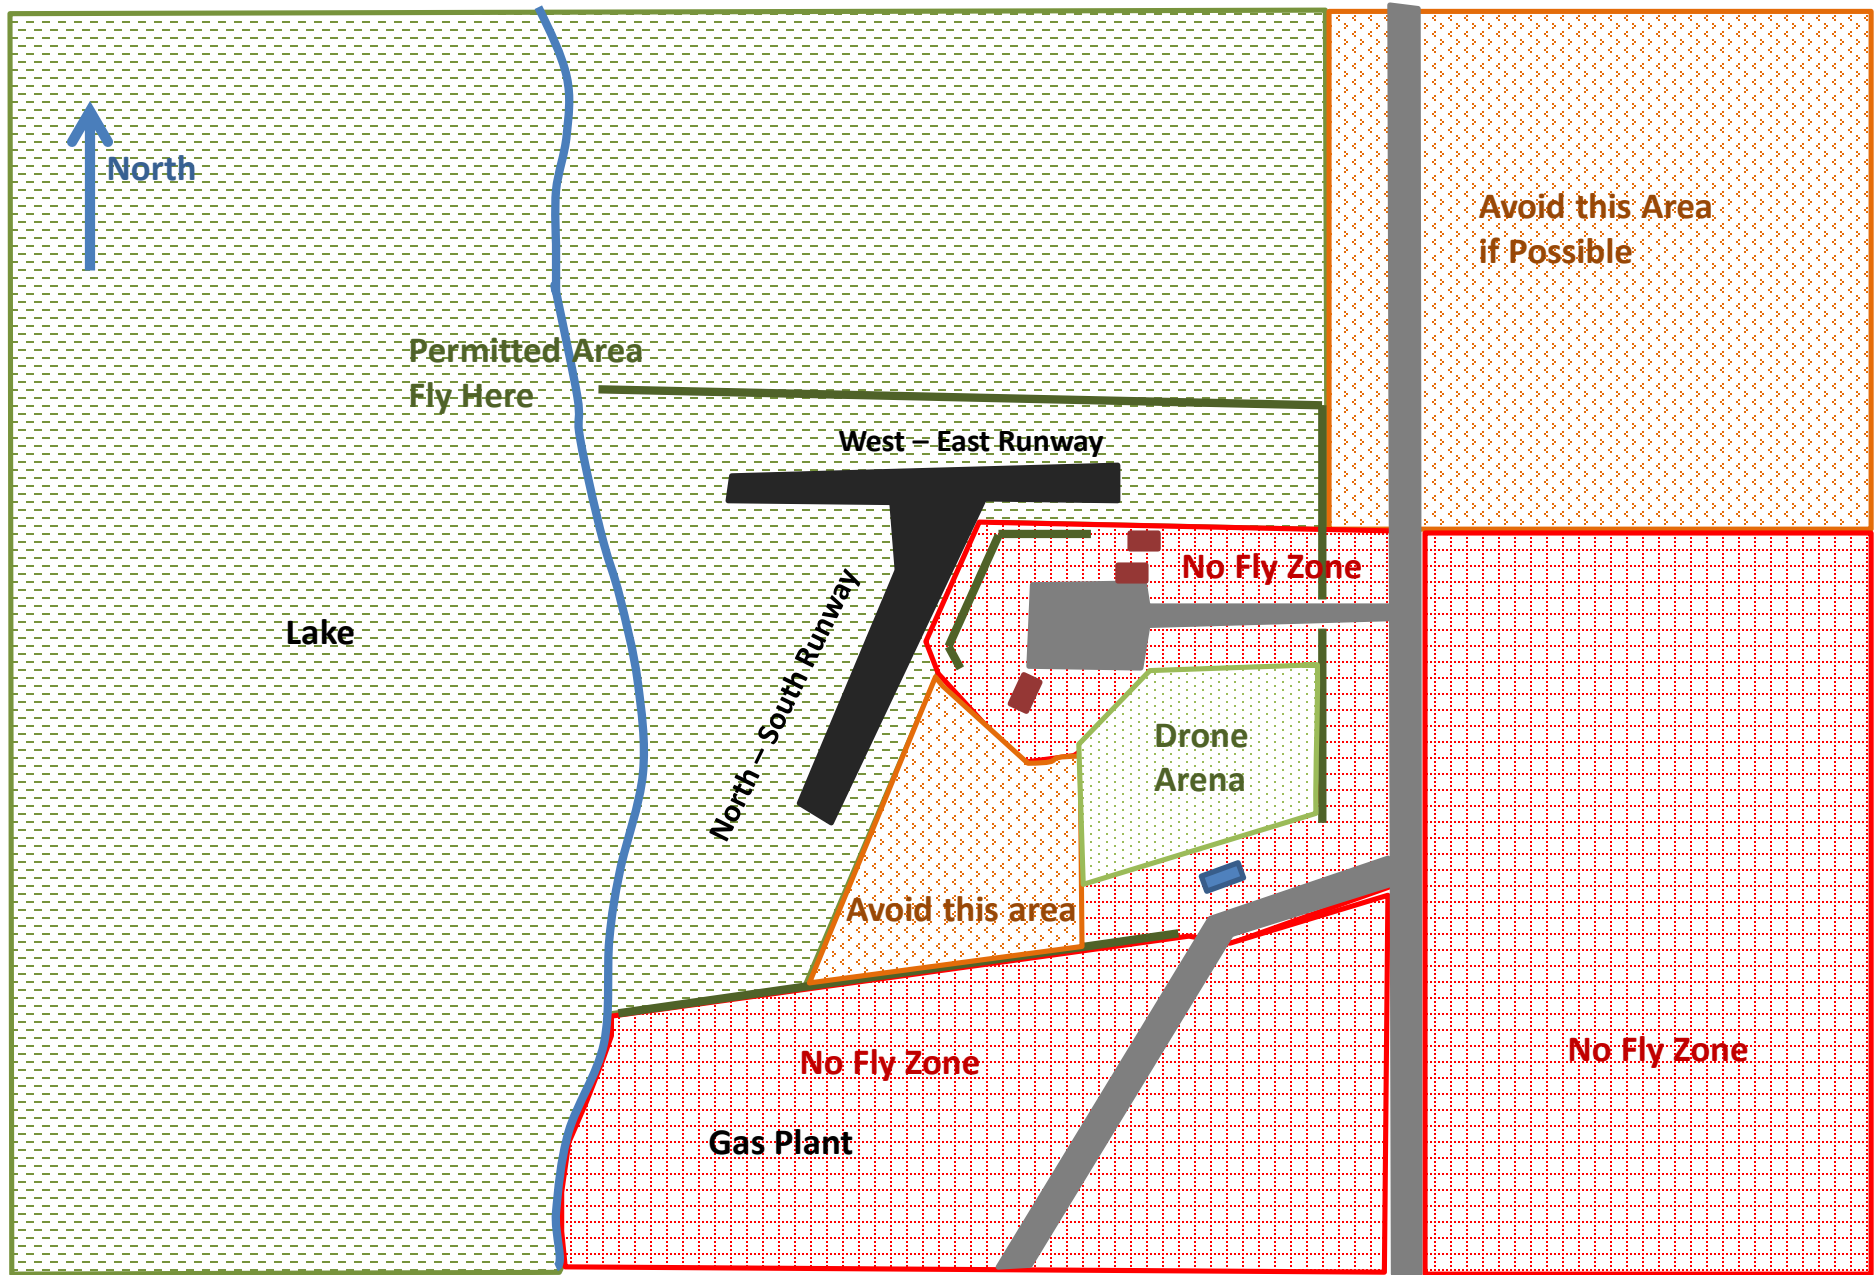 North
Avoid this Area
if Possible
Permitted Area
Fly Here
West – East Runway
No Fly Zone
Lake
North – South Runway
Drone
Arena
Avoid this area
No Fly Zone
No Fly Zone
Gas Plant